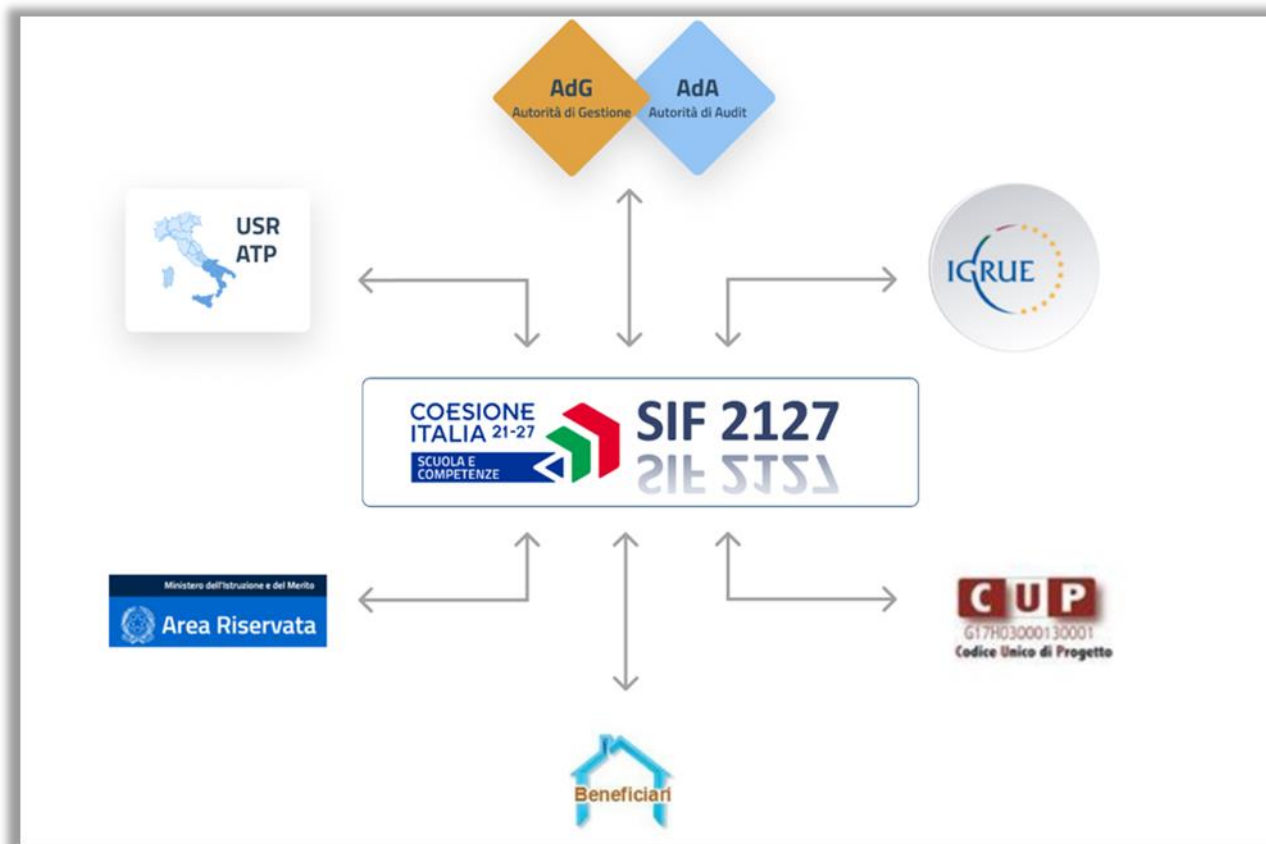 AdG
Autorità di Gestione
AdA
Autorità di Audit
USR
ATP
IGRUE
COESIONE
ITALIA 21-27
SCUOLA E
COMPETENZE
SIF 2127
Ministero dell'Istruzione e del Merito
Area Riservata
CUP
G17H03000130001
Codice Unico di Progetto
Beneficiari